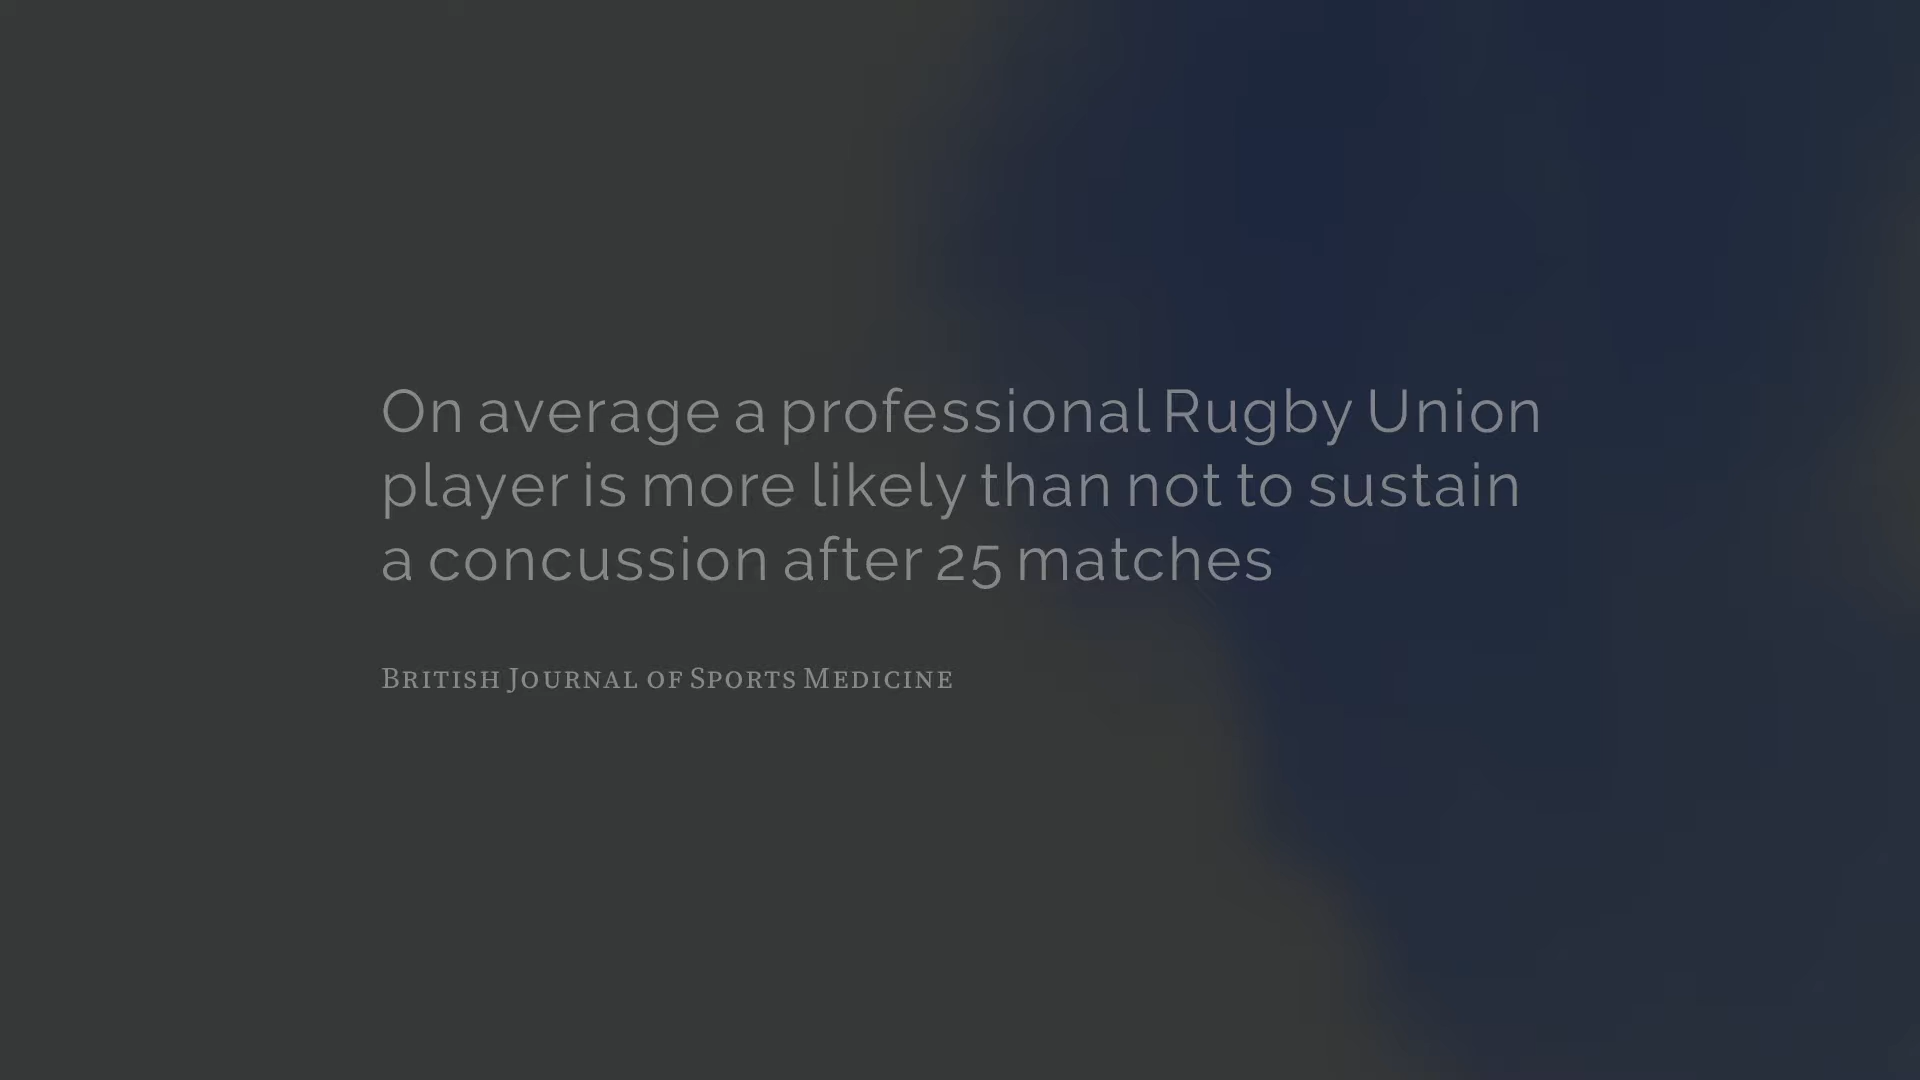 On average a professional Rugby Union
player is more likely than not to sustain
a concussion after 25 matches
British Journal of Sports Medicine